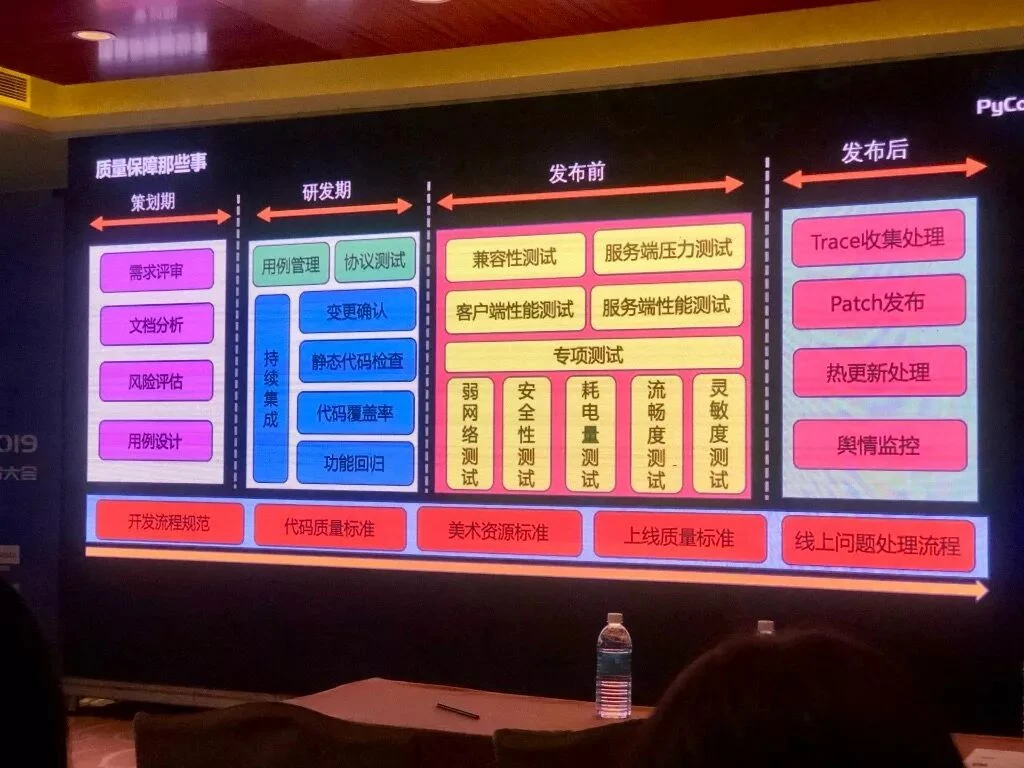 PyCo
质量保障那些事
策划期
研发期
发布前
发布后
需求评审
文档分析
风险评估
用例设计
用例管理
协议测试
持续集成
变更确认
静态代码检查
代码覆盖率
功能回归
兼容性测试
服务端压力测试
客户端性能测试
服务端性能测试
专项测试
弱网络测试
安全性测试
耗电量测试
流畅度测试
灵敏度测试
Trace收集处理
Patch发布
热更新处理
舆情监控
开发流程规范
代码质量标准
美术资源标准
上线质量标准
线上问题处理流程
019
大会